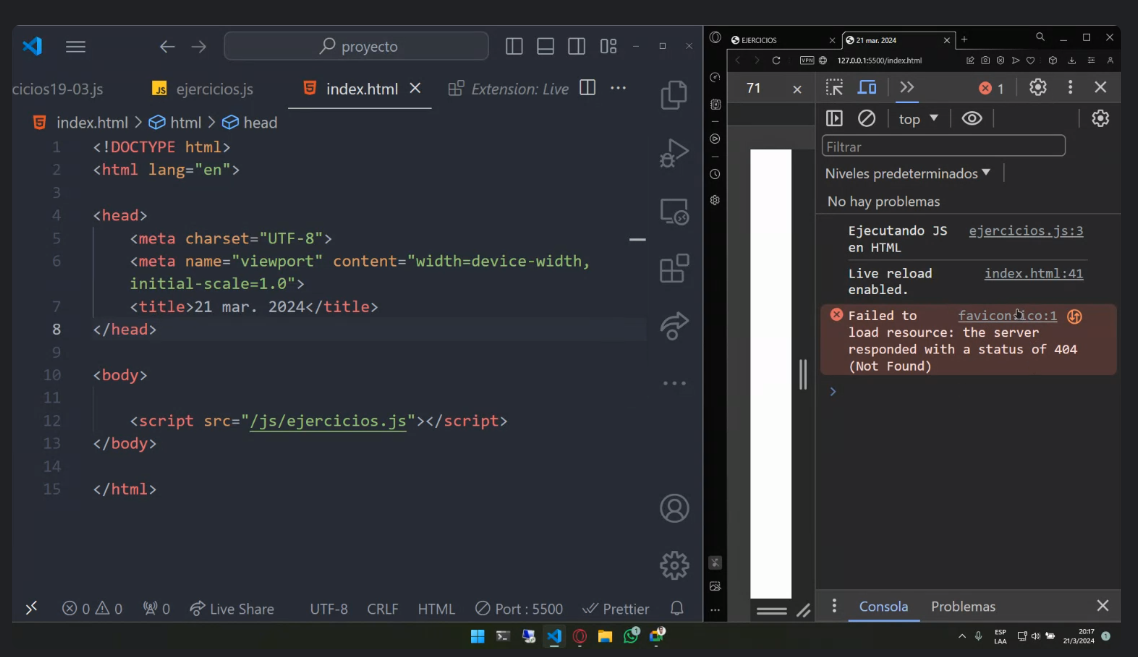 proyecto
cicios19-03.js
JS ejercicios.js
index.html
Extension: Live
index.html > html > head
1 <!DOCTYPE html>
2 <html lang="en">
3
4 <head>
5 <meta charset="UTF-8">
6 <meta name="viewport" content="width=device-width,
initial-scale=1.0">
7 <title>21 mar. 2024</title>
8 </head>
9
10 <body>
11
12 <script src="/js/ejercicios.js"></script>
13 </body>
14
15 </html>
0 0 0 Live Share UTF-8 CRLF HTML Port : 5500 Prettier
EJERCICIOS
21 mar. 2024
VPN 127.0.0.1:5500/index.html
71
1
top
Filtrar
Niveles predeterminados
No hay problemas
Ejecutando JS ejercicios.js:3
en HTML
Live reload index.html:41
enabled.
Failed to favicon.ico:1
load resource: the server
responded with a status of 404
(Not Found)
Consola Problemas
ESP
LAA
20:17
21/3/2024